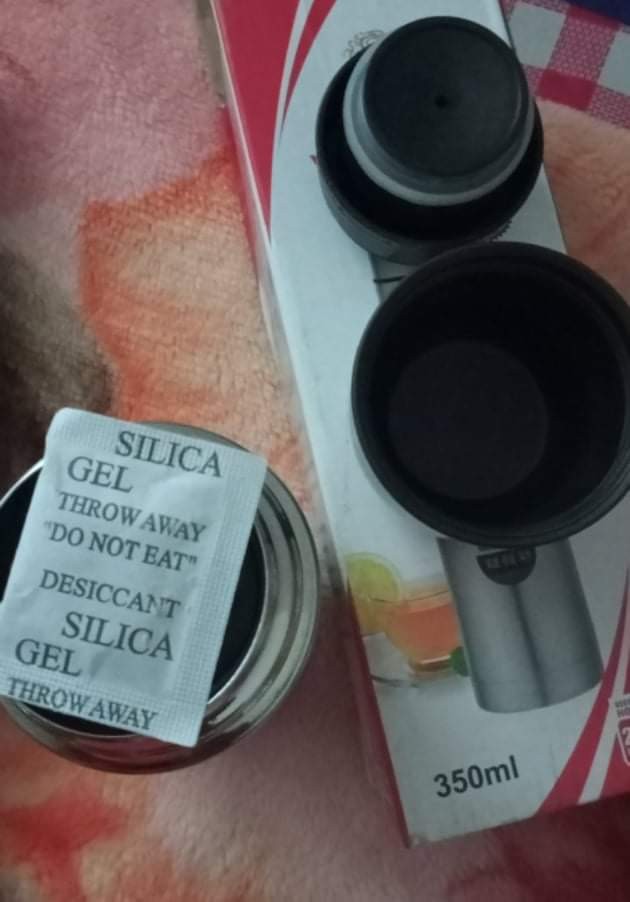 SILICA
GEL
THROW AWAY
"DO NOT EAT"
DESICCANT
SILICA
GEL
THROW AWAY
350ml